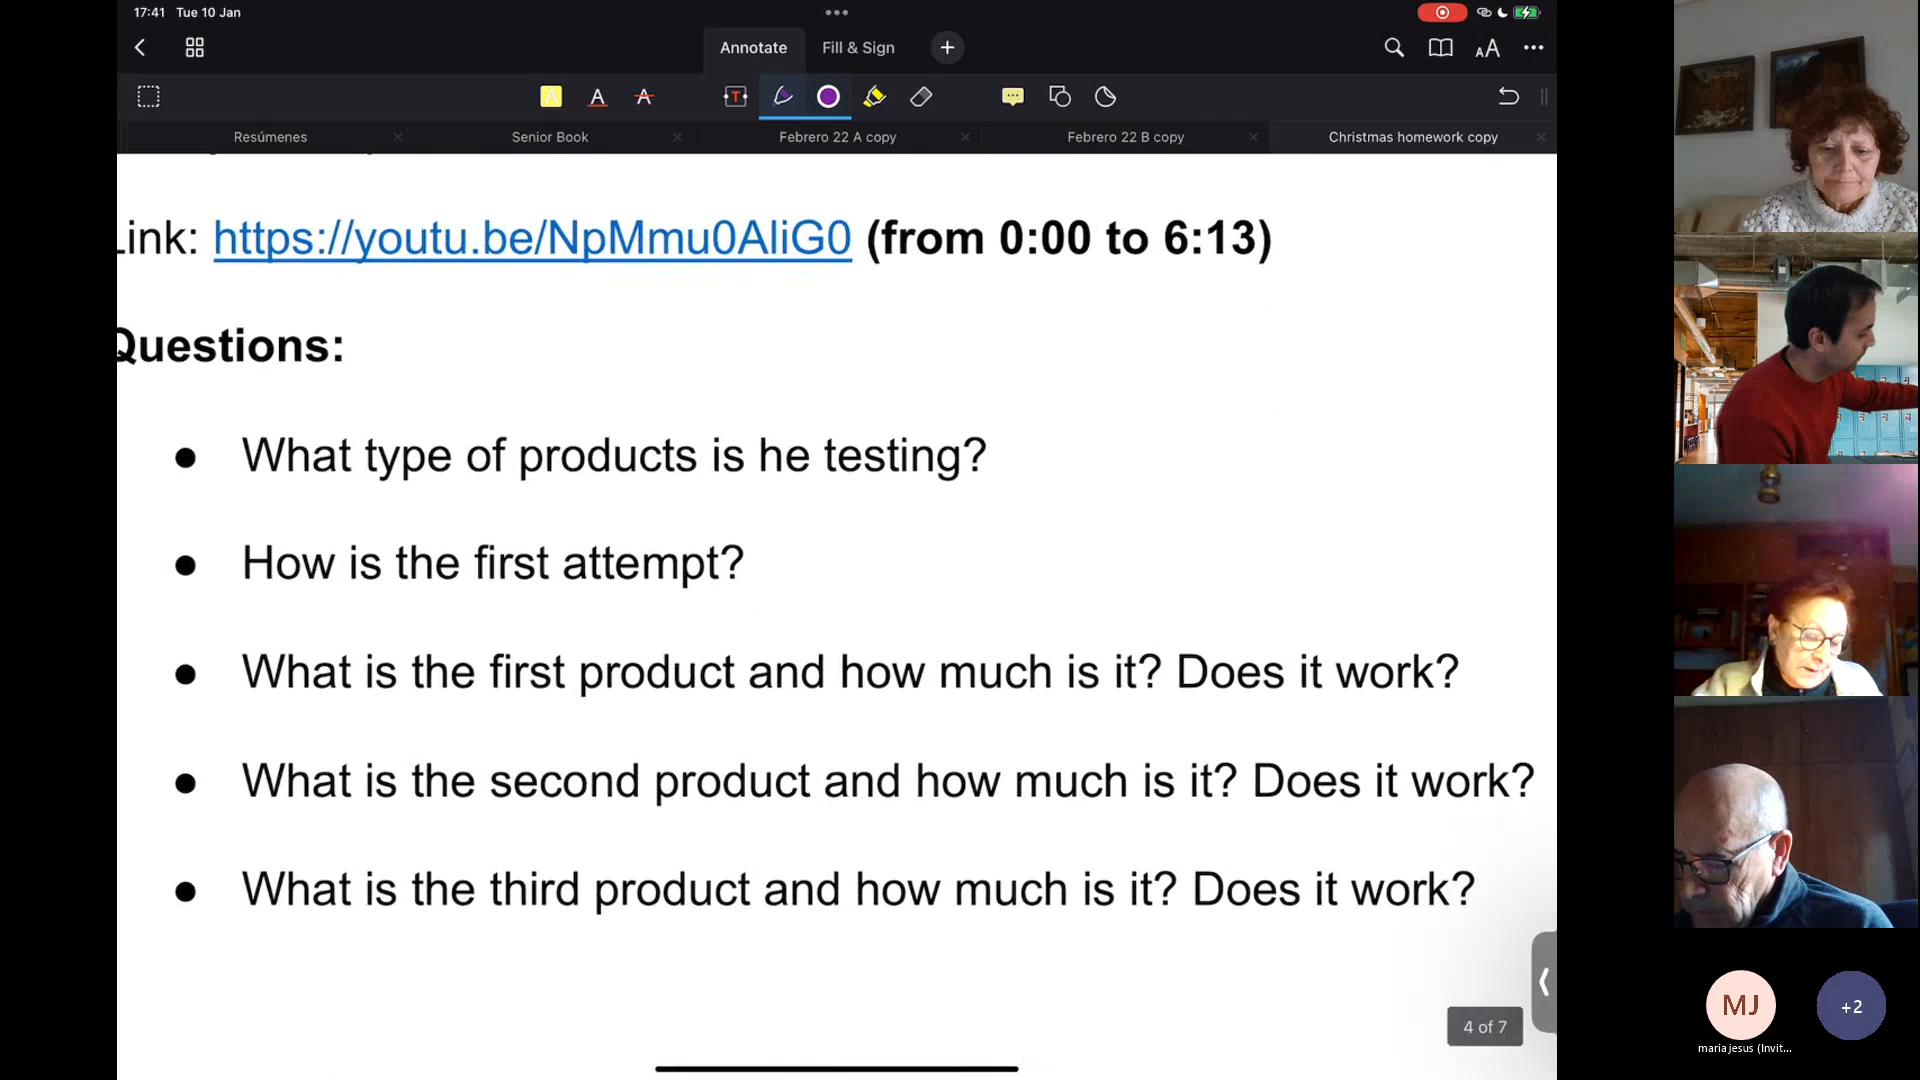 17:41 Tue 10 Jan
Annotate Fill & Sign
AA
A A A T
Resúmenes Senior Book Febrero 22 A copy Febrero 22 B copy Christmas homework copy
Link: https://youtu.be/NpMmu0AliG0 (from 0:00 to 6:13)
Questions:
● What type of products is he testing?
● How is the first attempt?
● What is the first product and how much is it? Does it work?
● What is the second product and how much is it? Does it work?
● What is the third product and how much is it? Does it work?
4 of 7
MJ
+2
maria jesus (Invit...